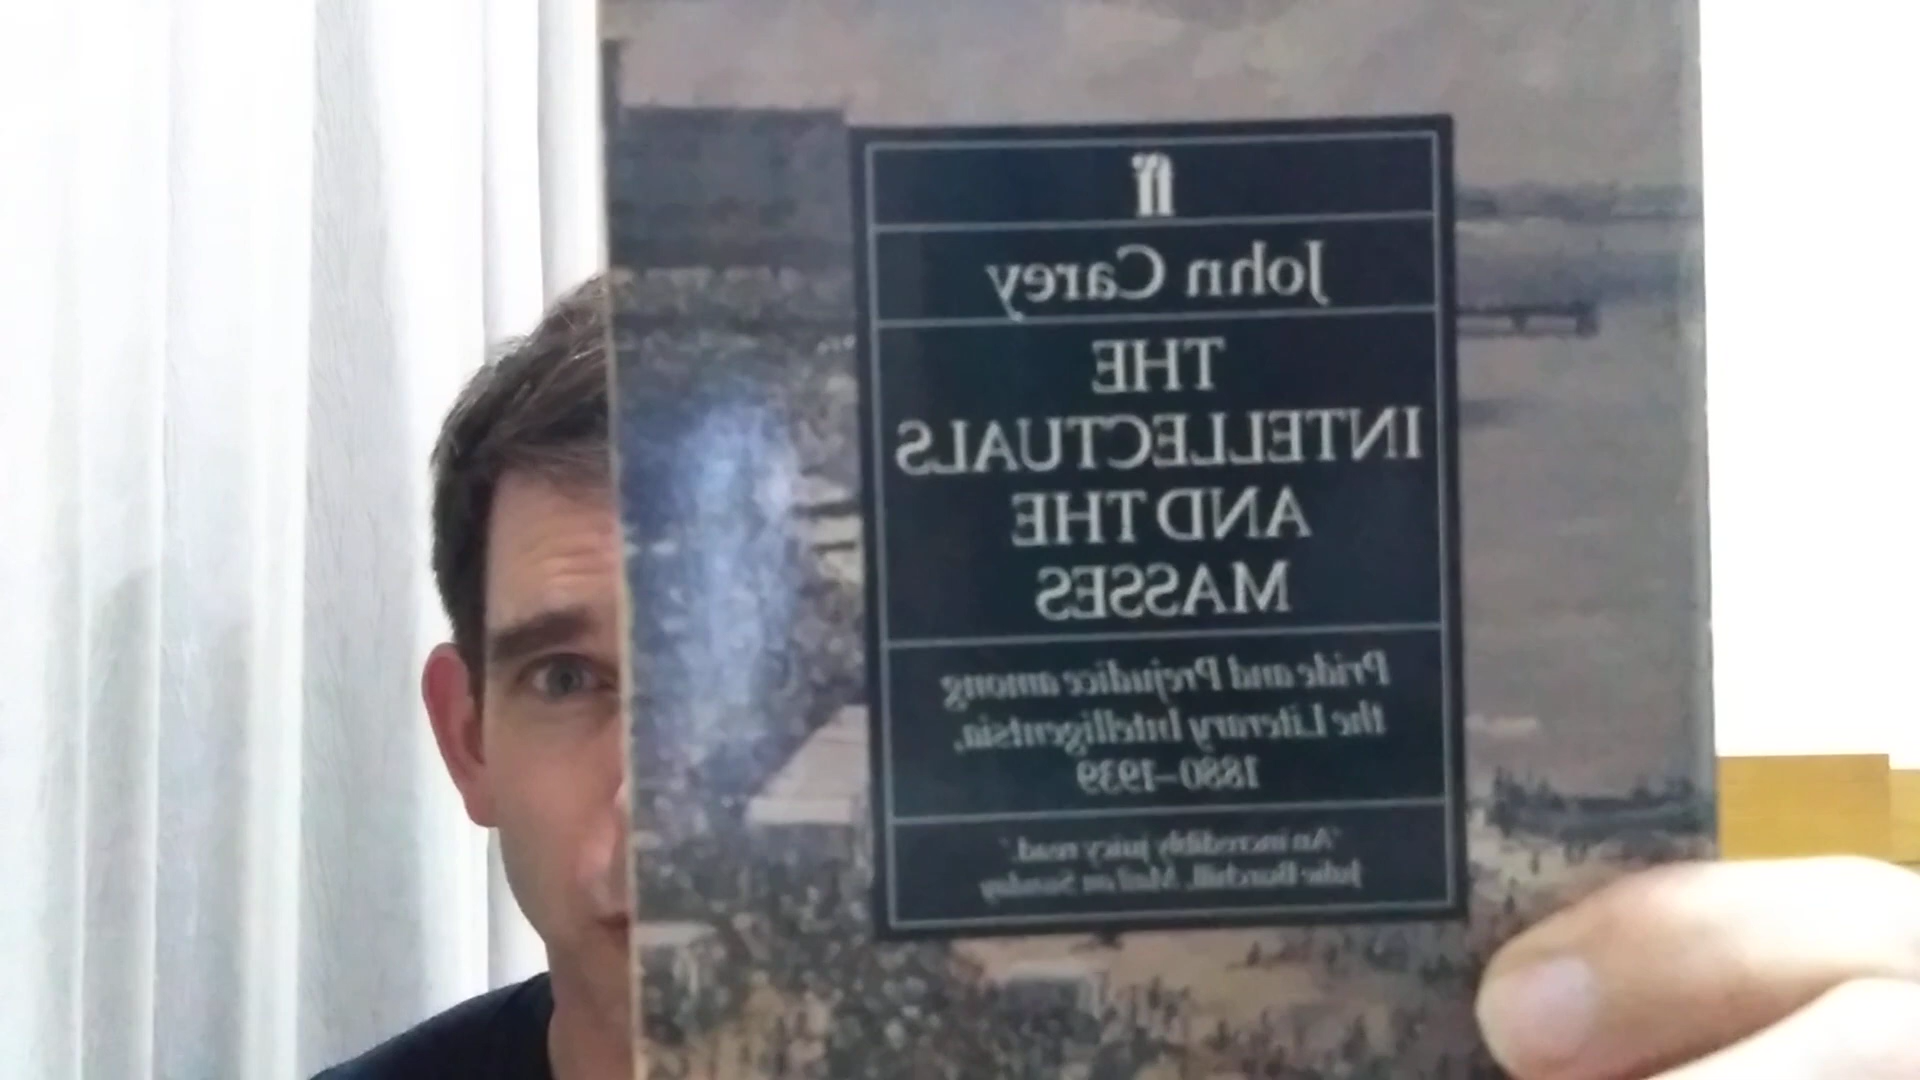 ff
John Carey
THE
INTELLECTUALS
AND THE
MASSES
Pride and Prejudice among
the Literary Intelligentsia,
1880–1939
'An incredibly juicy read.'
Julie Burchill, Mail on Sunday